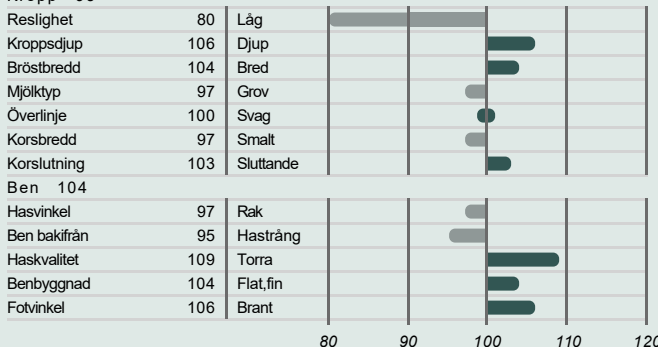 Reslighet 80 Låg
Kroppsdjup 106 Djup
Bröstbredd 104 Bred
Mjölktyp 97 Grov
Överlinje 100 Svag
Korsbredd 97 Smalt
Korslutning 103 Sluttande
Ben 104
Hasvinkel 97 Rak
Ben bakifrån 95 Hastrång
Haskvalitet 109 Torra
Benbyggnad 104 Flat,fin
Fotvinkel 106 Brant
80 90 100 110 120